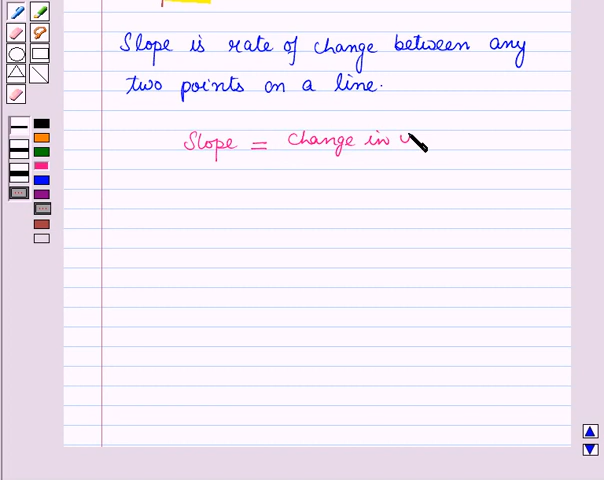 Slope is rate of change between any
two points on a line.
Slope = Change in